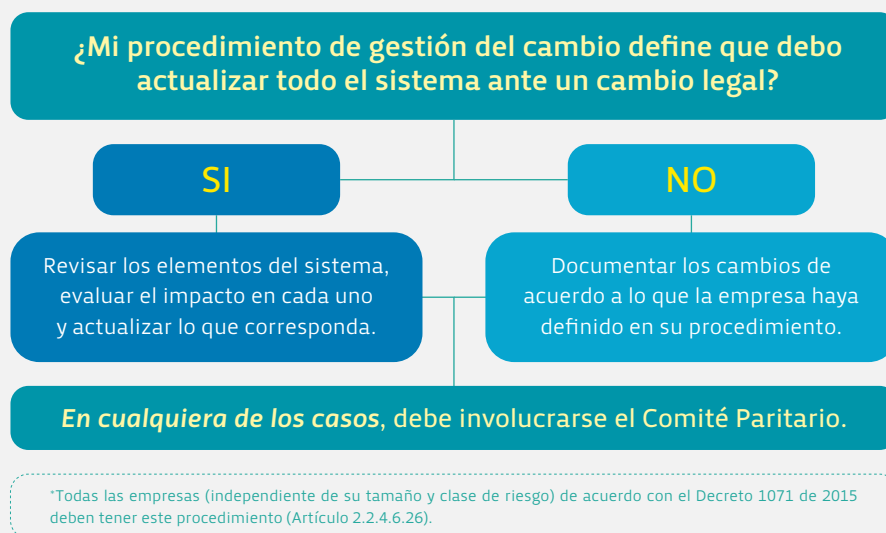 ¿Mi procedimiento de gestión del cambio define que debo
actualizar todo el sistema ante un cambio legal?
SI
NO
Revisar los elementos del sistema,
evaluar el impacto en cada uno
y actualizar lo que corresponda.
Documentar los cambios de
acuerdo a lo que la empresa haya
definido en su procedimiento.
En cualquiera de los casos, debe involucrarse el Comité Paritario.
*Todas las empresas (independiente de su tamaño y clase de riesgo) de acuerdo con el Decreto 1071 de 2015
deben tener este procedimiento (Artículo 2.2.4.6.26).